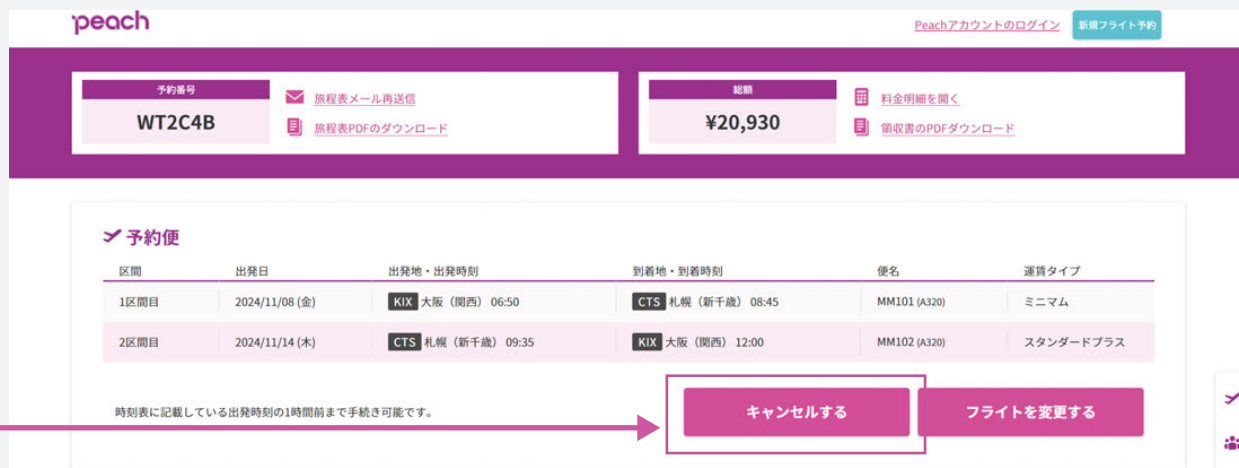 peach
Peachアカウントのログイン 新規フライト予約
予約番号
WT2C4B
旅程表メール再送信
旅程表PDFのダウンロード
総額
¥20,930
料金明細を開く
領収書のPDFダウンロード
予約便
区間 出発日 出発地・出発時刻 到着地・到着時刻 便名 運賃タイプ
1区間目 2024/11/08 (金) KIX 大阪（関西） 06:50 CTS 札幌（新千歳） 08:45 MM101 (A320) ミニマム
2区間目 2024/11/14 (木) CTS 札幌（新千歳） 09:35 KIX 大阪（関西） 12:00 MM102 (A320) スタンダードプラス
時刻表に記載している出発時刻の1時間前まで手続き可能です。
キャンセルする フライトを変更する